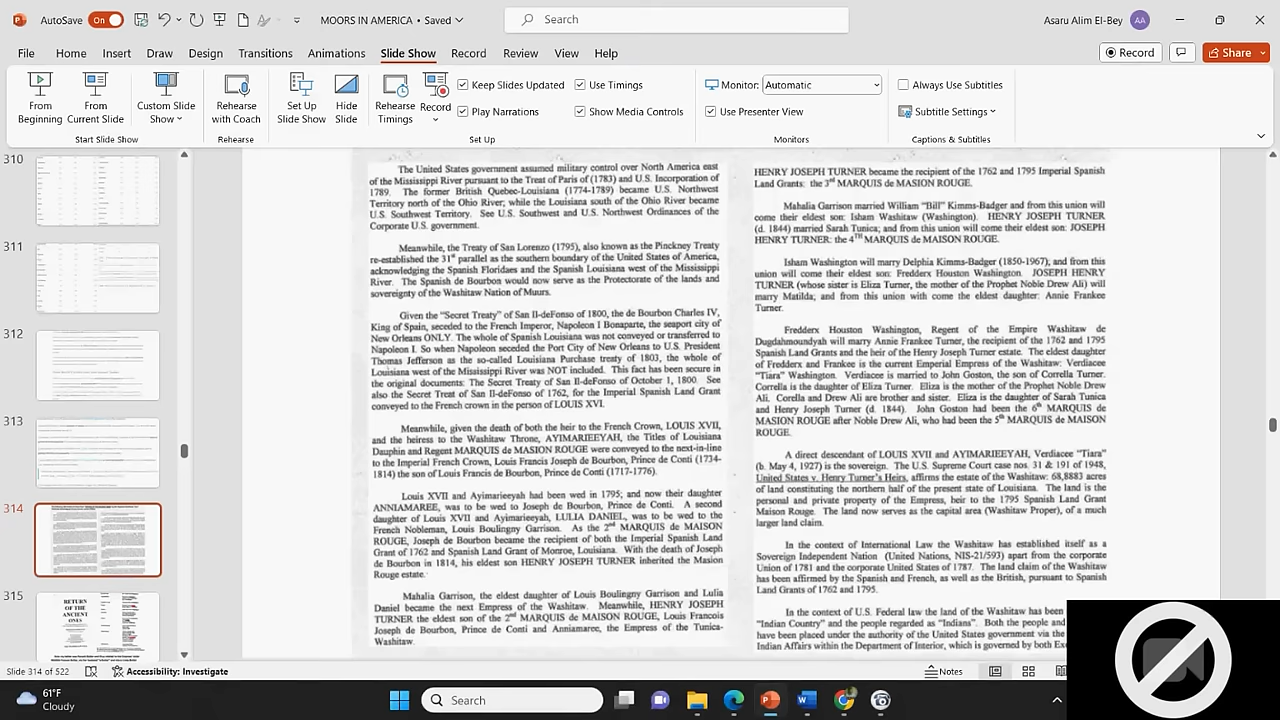 AutoSave On MOORS IN AMERICA • Saved Search Asaru Alim El-Bey AA
File Home Insert Draw Design Transitions Animations Slide Show Record Review View Help Record Share
From Beginning From Current Slide Custom Slide Show Rehearse with Coach Set Up Slide Show Hide Slide Rehearse Timings Record
Keep Slides Updated Use Timings
Play Narrations Show Media Controls
Monitor: Automatic
Use Presenter View
Always Use Subtitles
Subtitle Settings
Start Slide Show Rehearse Set Up Monitors Captions & Subtitles
310
311
312
313
314
315
RETURN
OF THE
ANCIENT
ONES
The United States government assumed military control over North America east
of the Mississippi River pursuant to the Treat of Paris of (1783) and U.S. Incorporation of
1789. The former British Quebec-Louisiana (1774-1789) became U.S. Northwest
Territory north of the Ohio River; while the Louisiana south of the Ohio River became
U.S. Southwest Territory. See U.S. Southwest and U.S. Northwest Ordinances of the
Corporate U.S. government.
Meanwhile, the Treaty of San Lorenzo (1795), also known as the Pinckney Treaty
re-established the 31st parallel as the southern boundary of the United States of America,
acknowledging the Spanish Floridaes and the Spanish Louisiana west of the Mississippi
River. The Spanish de Bourbon would now serve as the Protectorate of the lands and
sovereignty of the Washitaw Nation of Muurs.
Given the "Secret Treaty" of San II-deFonso of 1800, the de Bourbon Charles IV,
King of Spain, seceded to the French Imperor, Napoleon I Bonaparte, the seaport city of
New Orleans ONLY. The whole of Spanish Louisiana was not conveyed or transferred to
Napoleon I. So when Napoleon seceded the Port City of New Orleans to U.S. President
Thomas Jefferson as the so-called Louisiana Purchase treaty of 1803, the whole of
Louisiana west of the Mississippi River was NOT included. This fact has been secure in
the original documents: The Secret Treaty of San II-deFonso of October 1, 1800. See
also the Secret Treat of San II-deFonso of 1762, for the Imperial Spanish Land Grant
conveyed to the French crown in the person of LOUIS XVI.
Meanwhile, given the death of both the heir to the French Crown, LOUIS XVII,
and the heiress to the Washitaw Throne, AYIMARIEEYAH, the Titles of Louisiana
Dauphin and Regent MARQUIS de MASION ROUGE were conveyed to the next-in-line
to the Imperial French Crown, Louis Francis Joseph de Bourbon, Prince de Conti (1734-
1814) the son of Louis Francis de Bourbon, Prince de Conti (1717-1776).
Louis XVII and Ayimarieeyah had been wed in 1795; and now their daughter
ANNIAMAREE, was to be wed to Joseph de Bourbon, Prince de Conti. A second
daughter of Louis XVII and Ayimarieeyah, LULIA DANIEL, was to be wed to the
French Nobleman, Louis Boulingny Garrison. As the 2nd MARQUIS de MAISON
ROUGE, Joseph de Bourbon became the recipient of both the Imperial Spanish Land
Grant of 1762 and Spanish Land Grant of Monroe, Louisiana. With the death of Joseph
de Bourbon in 1814, his eldest son HENRY JOSEPH TURNER inherited the Masion
Rouge estate.
Mahalia Garrison, the eldest daughter of Louis Boulingny Garrison and Lulia
Daniel became the next Empress of the Washitaw. Meanwhile, HENRY JOSEPH
TURNER the eldest son of the 2nd MARQUIS de MAISON ROUGE, Louis Francois
Joseph de Bourbon, Prince de Conti and Anniamaree, the Empress of the Tunica-
Washitaw.
HENRY JOSEPH TURNER became the recipient of the 1762 and 1795 Imperial Spanish
Land Grants: the 3rd MARQUIS de MASION ROUGE.
Mahalia Garrison married William "Bill" Kimms-Badger and from this union will
come their eldest son: Isham Washitaw (Washington). HENRY JOSEPH TURNER
(d. 1844) married Sarah Tunica; and from this union will come their eldest son: JOSEPH
HENRY TURNER: the 4TH MARQUIS de MAISON ROUGE.
Isham Washington will marry Delphia Kimms-Badger (1850-1967); and from this
union will come their eldest son: Fredderx Houston Washington. JOSEPH HENRY
TURNER (whose sister is Eliza Turner, the mother of the Prophet Noble Drew Ali) will
marry Matilda; and from this union with come the eldest daughter: Annie Frankee
Turner.
Fredderx Houston Washington, Regent of the Empire Washitaw de
Dugdahmoundyah will marry Annie Frankee Turner, the recipient of the 1762 and 1795
Spanish Land Grants and the heir of the Henry Joseph Turner estate. The eldest daughter
of Fredderx and Frankee is the current Emperial Empress of the Washitaw: Verdiacee
"Tiara" Washington. Verdiacee is married to John Goston, the son of Corrella Turner.
Corrella is the daughter of Eliza Turner. Eliza is the mother of the Prophet Noble Drew
Ali. Corella and Drew Ali are brother and sister. Eliza is the daughter of Sarah Tunica
and Henry Joseph Turner (d. 1844). John Goston had been the 6th MARQUIS de
MASION ROUGE after Noble Drew Ali, who had been the 5th MARQUIS de MAISON
ROUGE.
A direct descendant of LOUIS XVII and AYIMARIEEYAH, Verdiacee "Tiara"
(b. May 4, 1927) is the sovereign. The U.S. Supreme Court case nos. 31 & 191 of 1948,
United States v. Henry Turner's Heirs, affirms the estate of the Washitaw: 68,8883 acres
of land constituting the northern half of the present state of Louisiana. The land is the
personal and private property of the Empress, heir to the 1795 Spanish Land Grant
Maison Rouge. The land now serves as the capital area (Washitaw Proper), of a much
larger land claim.
In the context of International Law the Washitaw has established itself as a
Sovereign Independent Nation (United Nations, NIS-21/593) apart from the corporate
Union of 1781 and the corporate United States of 1787. The land claim of the Washitaw
has been affirmed by the Spanish and French, as well as the British, pursuant to Spanish
Land Grants of 1762 and 1795.
In the context of U.S. Federal law the land of the Washitaw has been
"Indian Country" and the people regarded as "Indians". Both the people and
have been placed under the authority of the United States government via the
Indian Affairs within the Department of Interior, which is governed by both
Slide 314 of 522 Accessibility: Investigate Notes
61°F
Cloudy
Search